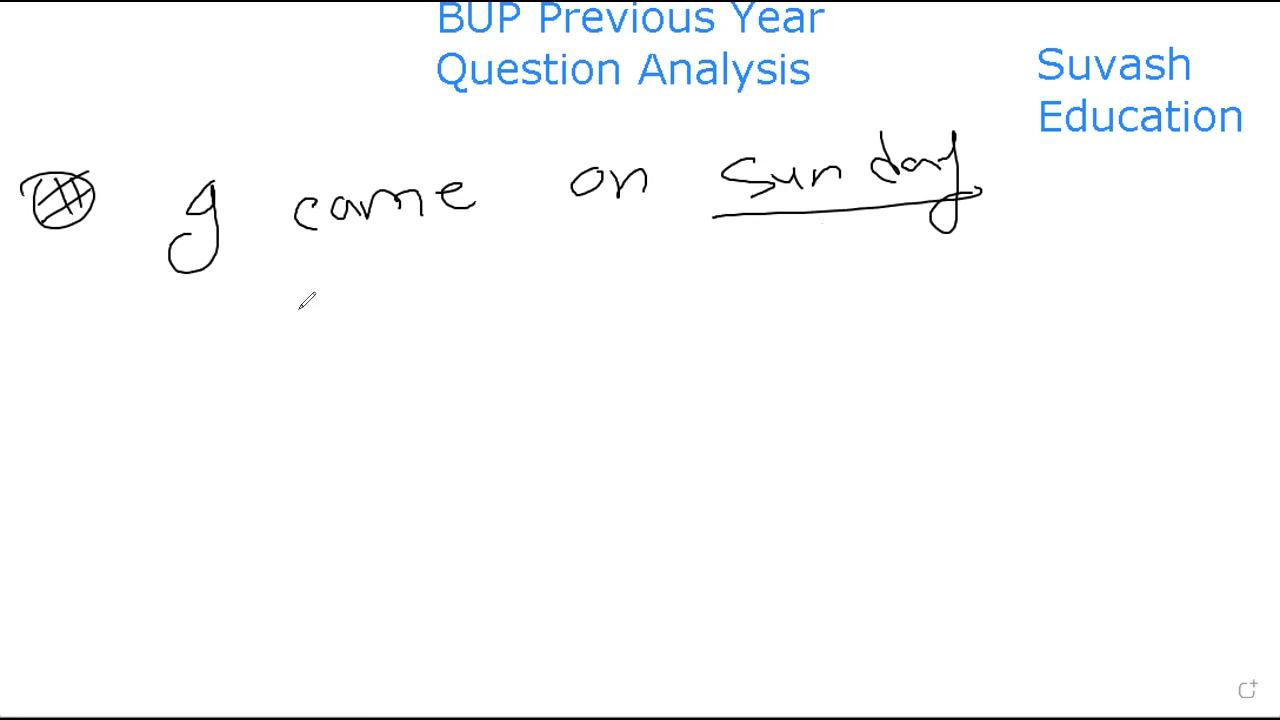 BUP Previous Year
Question Analysis
Suvash
Education
I came on Sunday